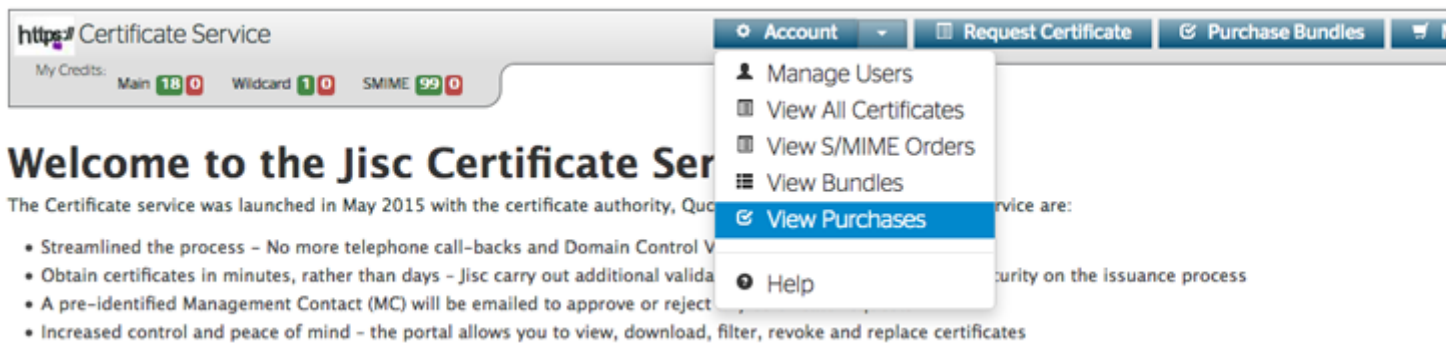 https:// Certificate Service
Account
Request Certificate
Purchase Bundles
My Credits: Main 18 0 Wildcard 1 0 SMIME 99 0
Manage Users
View All Certificates
View S/MIME Orders
View Bundles
View Purchases
Help
Welcome to the Jisc Certificate Ser
The Certificate service was launched in May 2015 with the certificate authority, Quo rvice are:
• Streamlined the process – No more telephone call-backs and Domain Control V
• Obtain certificates in minutes, rather than days – Jisc carry out additional valida urity on the issuance process
• A pre-identified Management Contact (MC) will be emailed to approve or reject
• Increased control and peace of mind – the portal allows you to view, download, filter, revoke and replace certificates